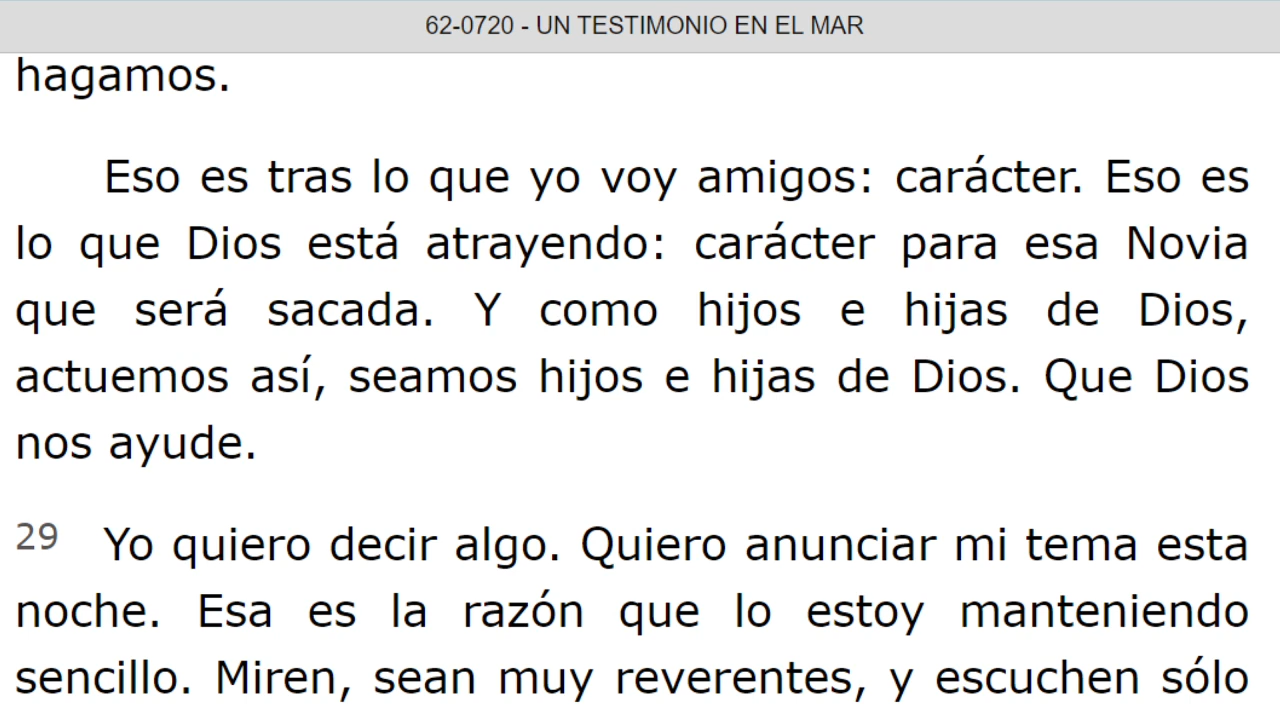 62-0720 - UN TESTIMONIO EN EL MAR
hagamos.
Eso es tras lo que yo voy amigos: carácter. Eso es
lo que Dios está atrayendo: carácter para esa Novia
que será sacada. Y como hijos e hijas de Dios,
actuemos así, seamos hijos e hijas de Dios. Que Dios
nos ayude.
29 Yo quiero decir algo. Quiero anunciar mi tema esta
noche. Esa es la razón que lo estoy manteniendo
sencillo. Miren, sean muy reverentes, y escuchen sólo